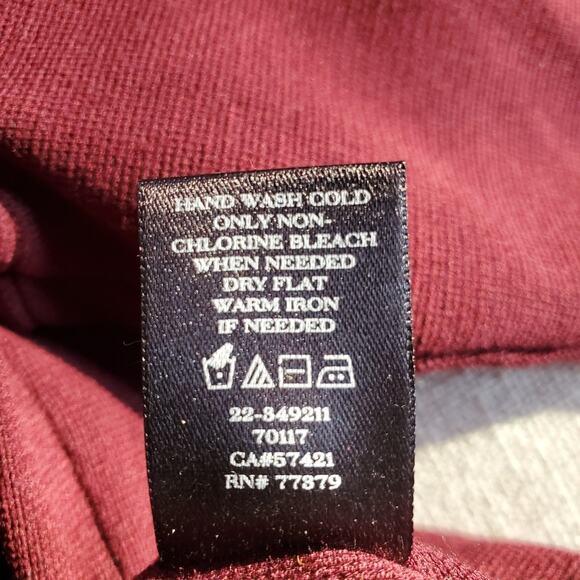 HAND WASH COLD
ONLY NON-
CHLORINE BLEACH
WHEN NEEDED
DRY FLAT
WARM IRON
IF NEEDED
22-849211
70117
CA#57421
RN# 77879